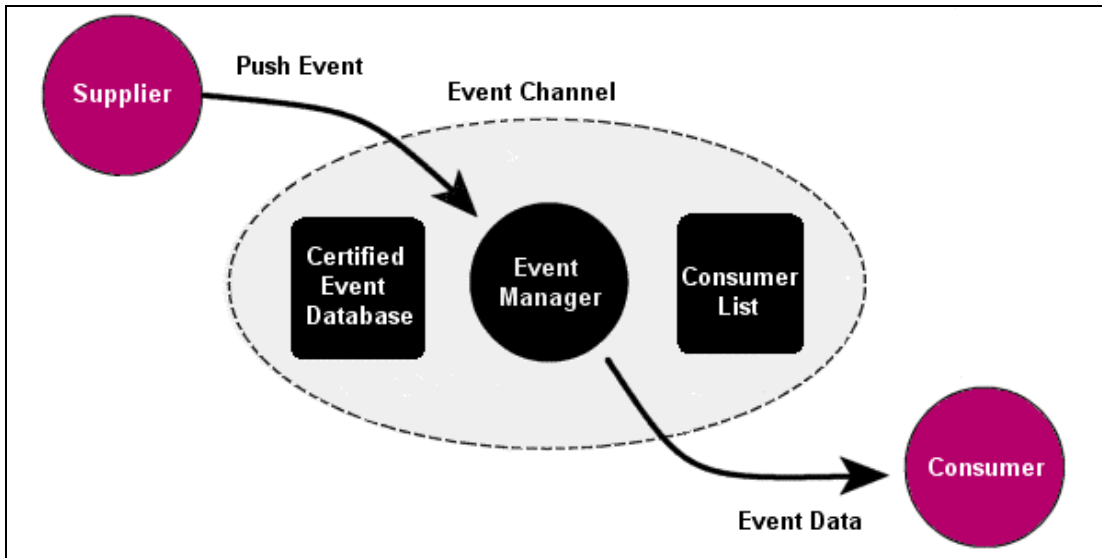 Supplier
Push Event
Event Channel
Certified
Event
Database
Event
Manager
Consumer
List
Consumer
Event Data